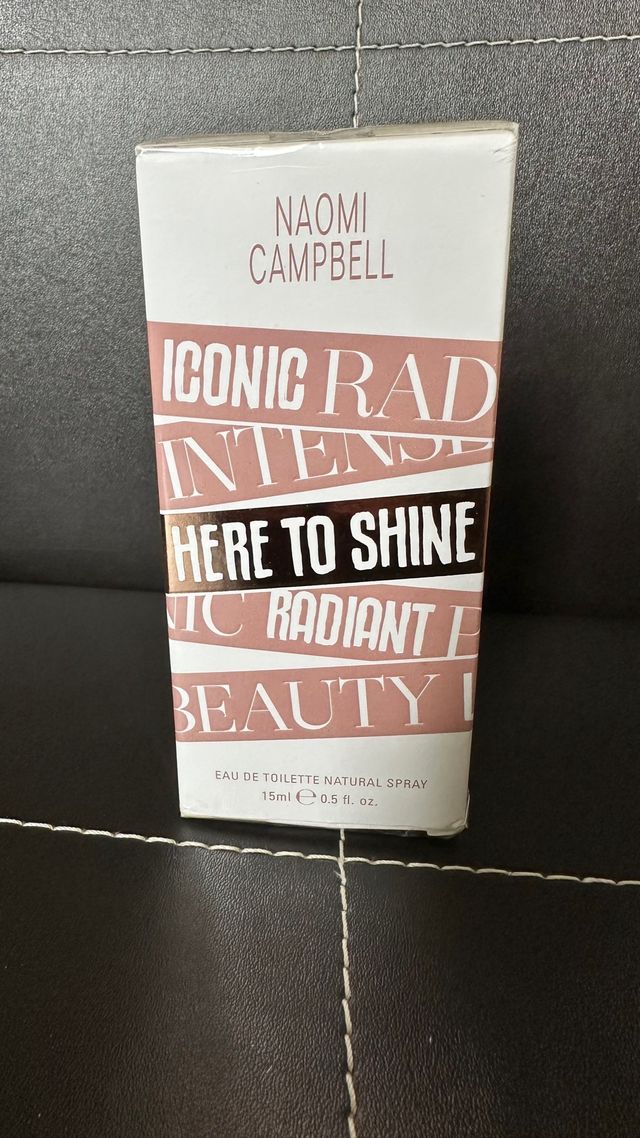 NAOMI
CAMPBELL
ICONIC RAD
INTENSE
HERE TO SHINE
NIC RADIANT
BEAUTY
EAU DE TOILETTE NATURAL SPRAY
15ml ℮ 0.5 fl. oz.